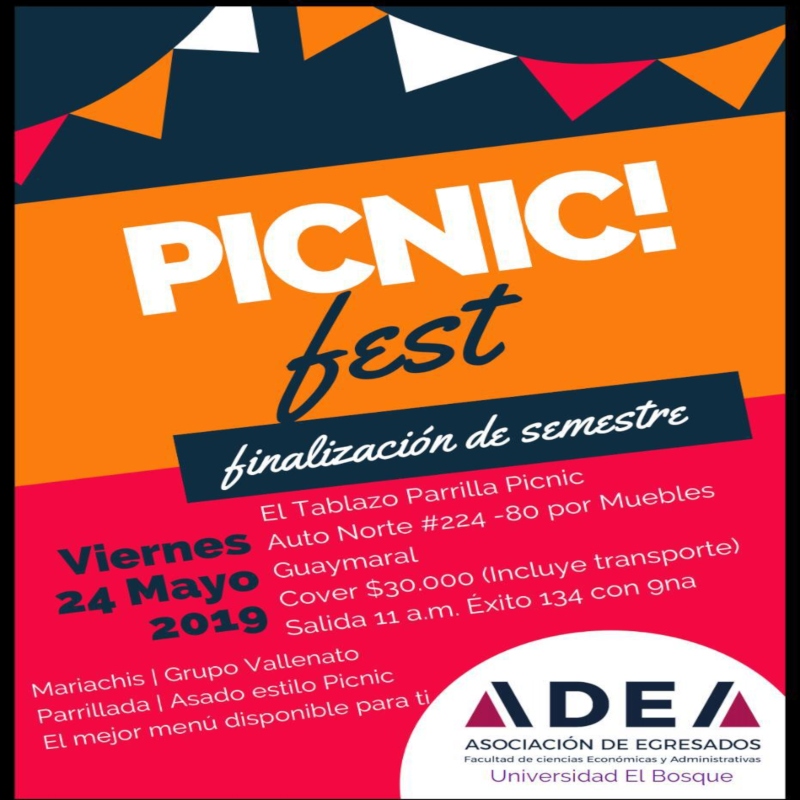 PICNIC!
fest
finalización de semestre
Viernes
24 Mayo
2019
El Tablazo Parrilla Picnic
Auto Norte #224 -80 por Muebles
Guaymaral
Cover $30.000 (Incluye transporte)
Salida 11 a.m. Éxito 134 con 9na
Mariachis | Grupo Vallenato
Parrillada | Asado estilo Picnic
El mejor menú disponible para ti
ADEA
ASOCIACIÓN DE EGRESADOS
Facultad de ciencias Económicas y Administrativas
Universidad El Bosque